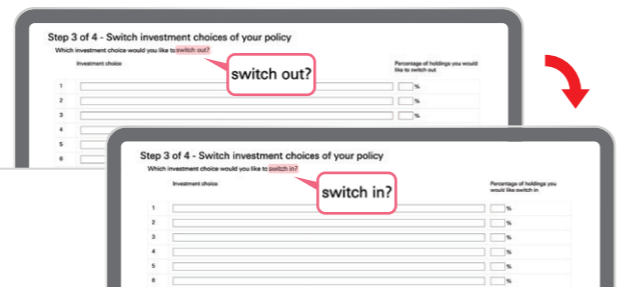 Step 3 of 4 - Switch investment choices of your policy
Which investment choice would you like to switch out?
Investment choice
Percentage of holdings you would
like to switch out
switch out?
1 %
2 %
3 %
4
5
6
Step 3 of 4 - Switch investment choices of your policy
Which investment choice would you like to switch in?
Investment choice
Percentage of holdings you
would like switch in
switch in?
1 %
2 %
3 %
4 %
5 %
6 %